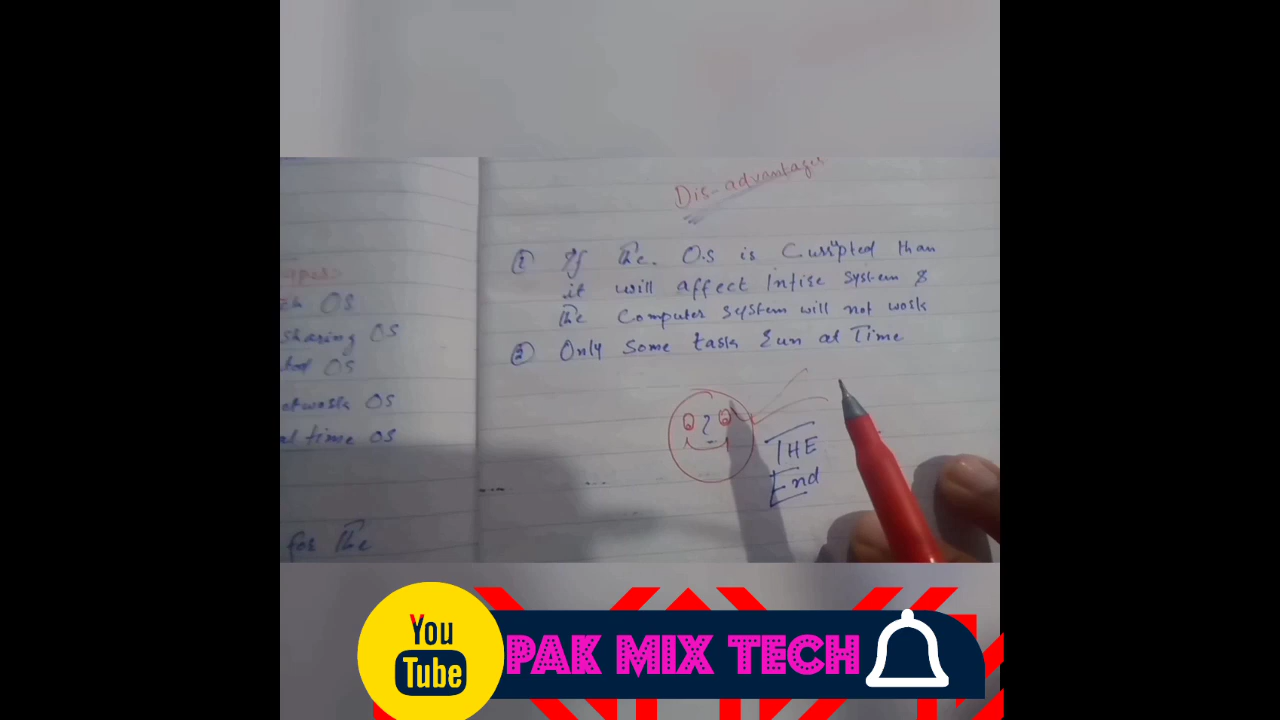 Dis-advantages
① If the. O.S is Currupted than
it will affect Intire system &
the Computer system will not work
② Only Some task run at Time
THE
End
sharing OS
OS
OS
OS
al time OS
for the
You
Tube
PAK MIX TECH